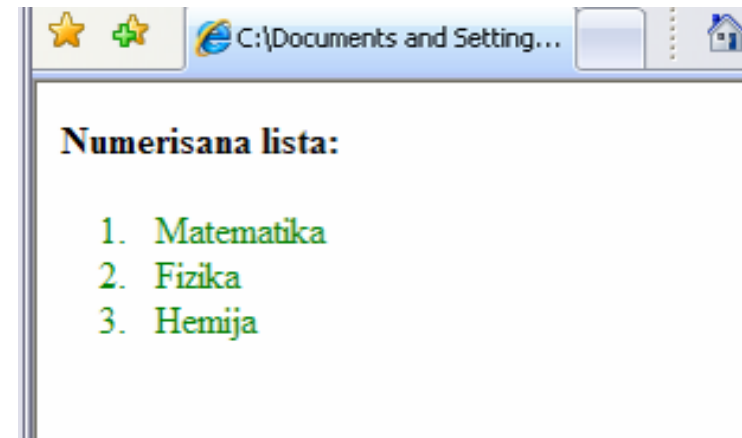 C:\Documents and Setting...
Numerisana lista:
1. Matematika
2. Fizika
3. Hemija